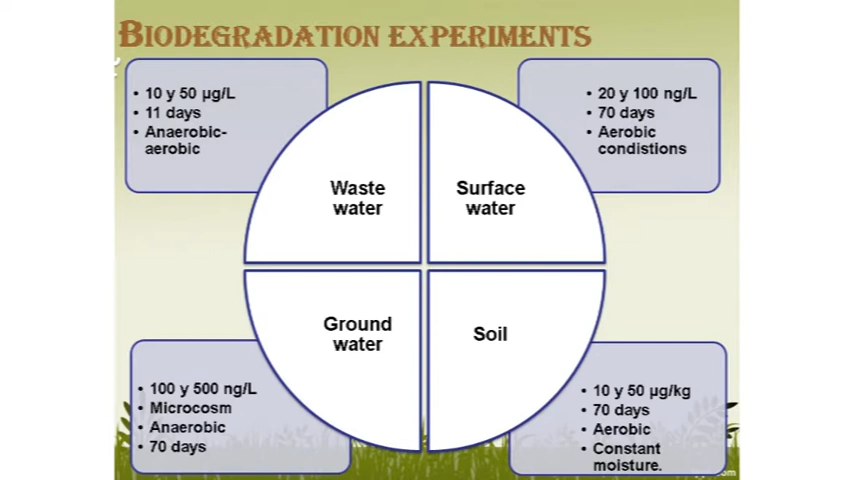 BIODEGRADATION EXPERIMENTS
• 10 y 50 µg/L
• 11 days
• Anaerobic-
aerobic
• 20 y 100 ng/L
• 70 days
• Aerobic
condistions
Waste
water
Surface
water
Ground
water
Soil
• 100 y 500 ng/L
• Microcosm
• Anaerobic
• 70 days
• 10 y 50 µg/kg
• 70 days
• Aerobic
• Constant
moisture.